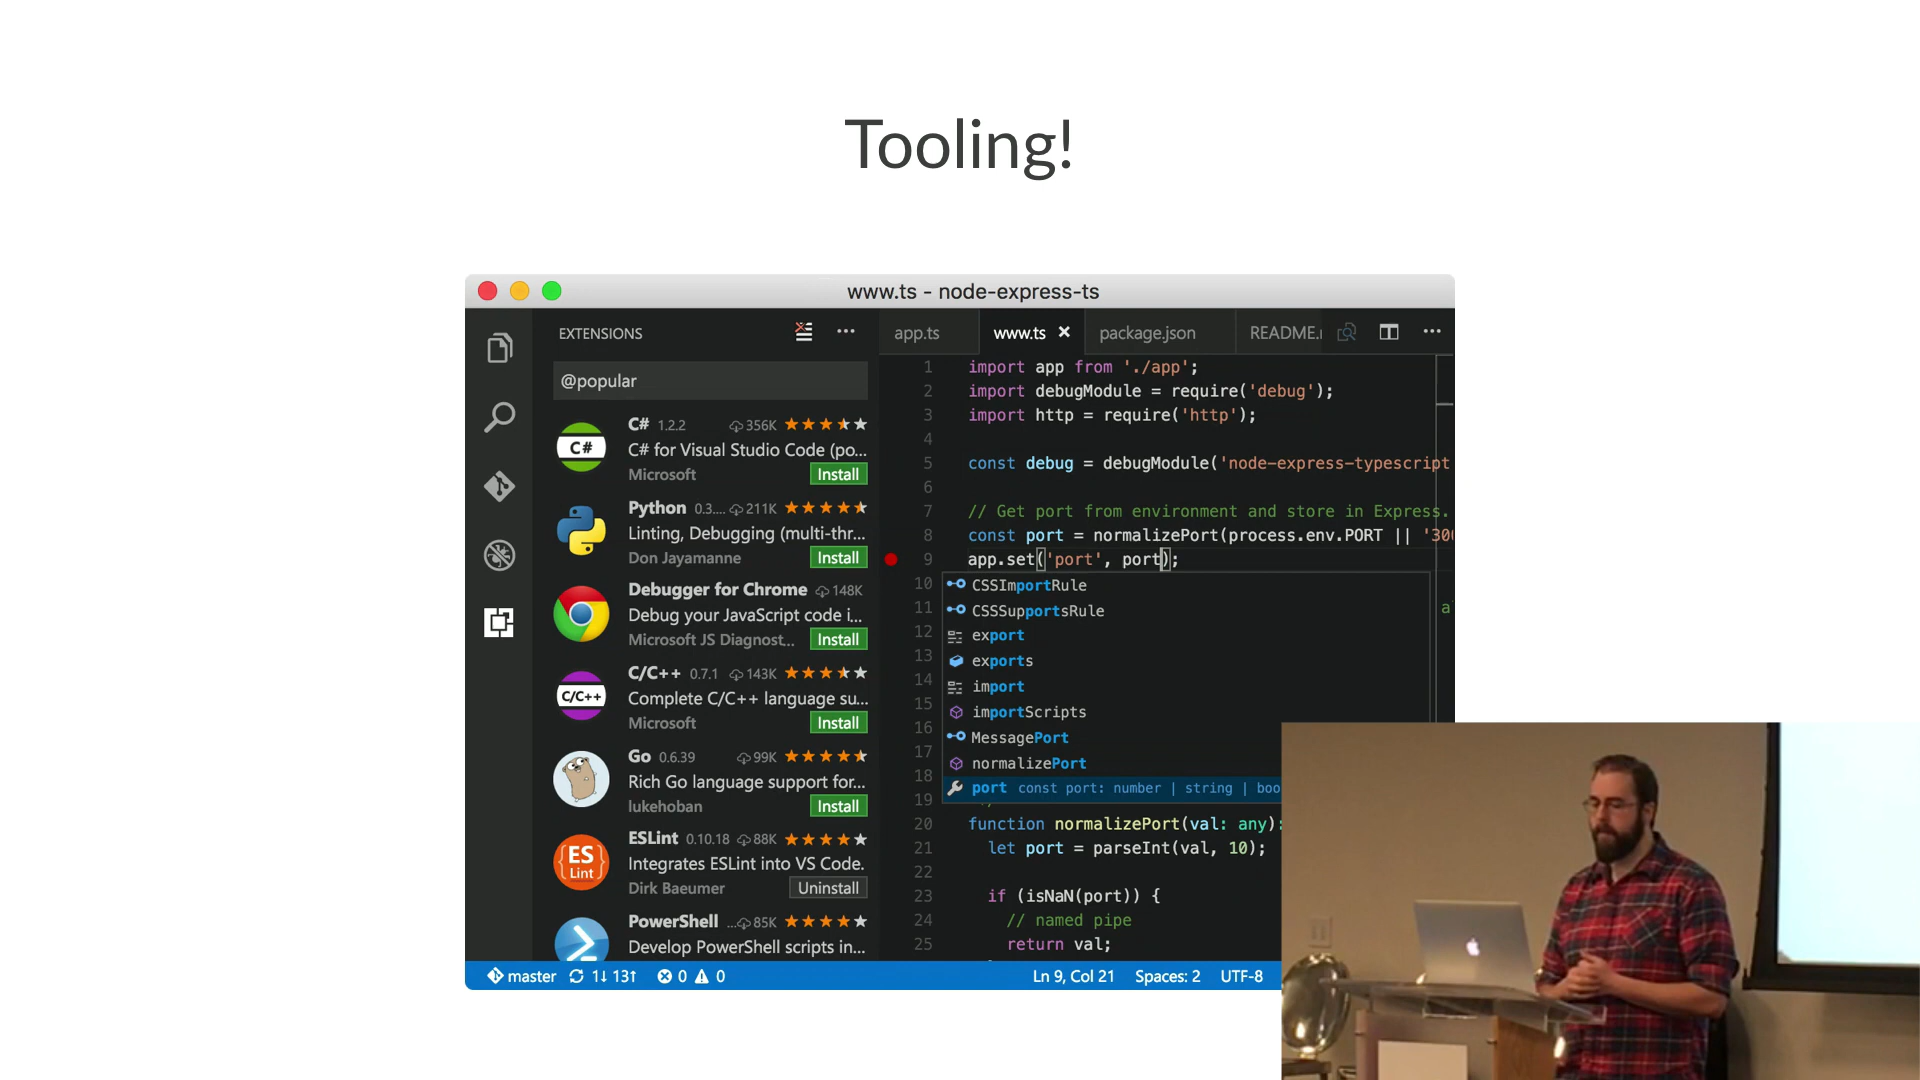 Tooling!
www.ts - node-express-ts
EXTENSIONS
@popular
C# 1.2.2 356K
C# for Visual Studio Code (po...
Microsoft Install
Python 0.3.... 211K
Linting, Debugging (multi-thr...
Don Jayamanne Install
Debugger for Chrome 148K
Debug your JavaScript code i...
Microsoft JS Diagnost... Install
C/C++ 0.7.1 143K
Complete C/C++ language su...
Microsoft Install
Go 0.6.39 99K
Rich Go language support for...
lukehoban Install
ESLint 0.10.18 88K
Integrates ESLint into VS Code.
Dirk Baeumer Uninstall
PowerShell ... 85K
Develop PowerShell scripts in...
C#
C/C++
ES
Lint
app.ts www.ts package.json README.
1 import app from './app';
2 import debugModule = require('debug');
3 import http = require('http');
4
5 const debug = debugModule('node-express-typescript
6
7 // Get port from environment and store in Express.
8 const port = normalizePort(process.env.PORT || '300
9 app.set('port', port);
10 CSSImportRule
11 CSSSupportsRule
12 export
13 exports
14 import
15 importScripts
16 MessagePort
17 normalizePort
18 port const port: number | string | boo
19
20 function normalizePort(val: any):
21 let port = parseInt(val, 10);
22
23 if (isNaN(port)) {
24 // named pipe
25 return val;
master 1↓ 13↑ 0 0 Ln 9, Col 21 Spaces: 2 UTF-8